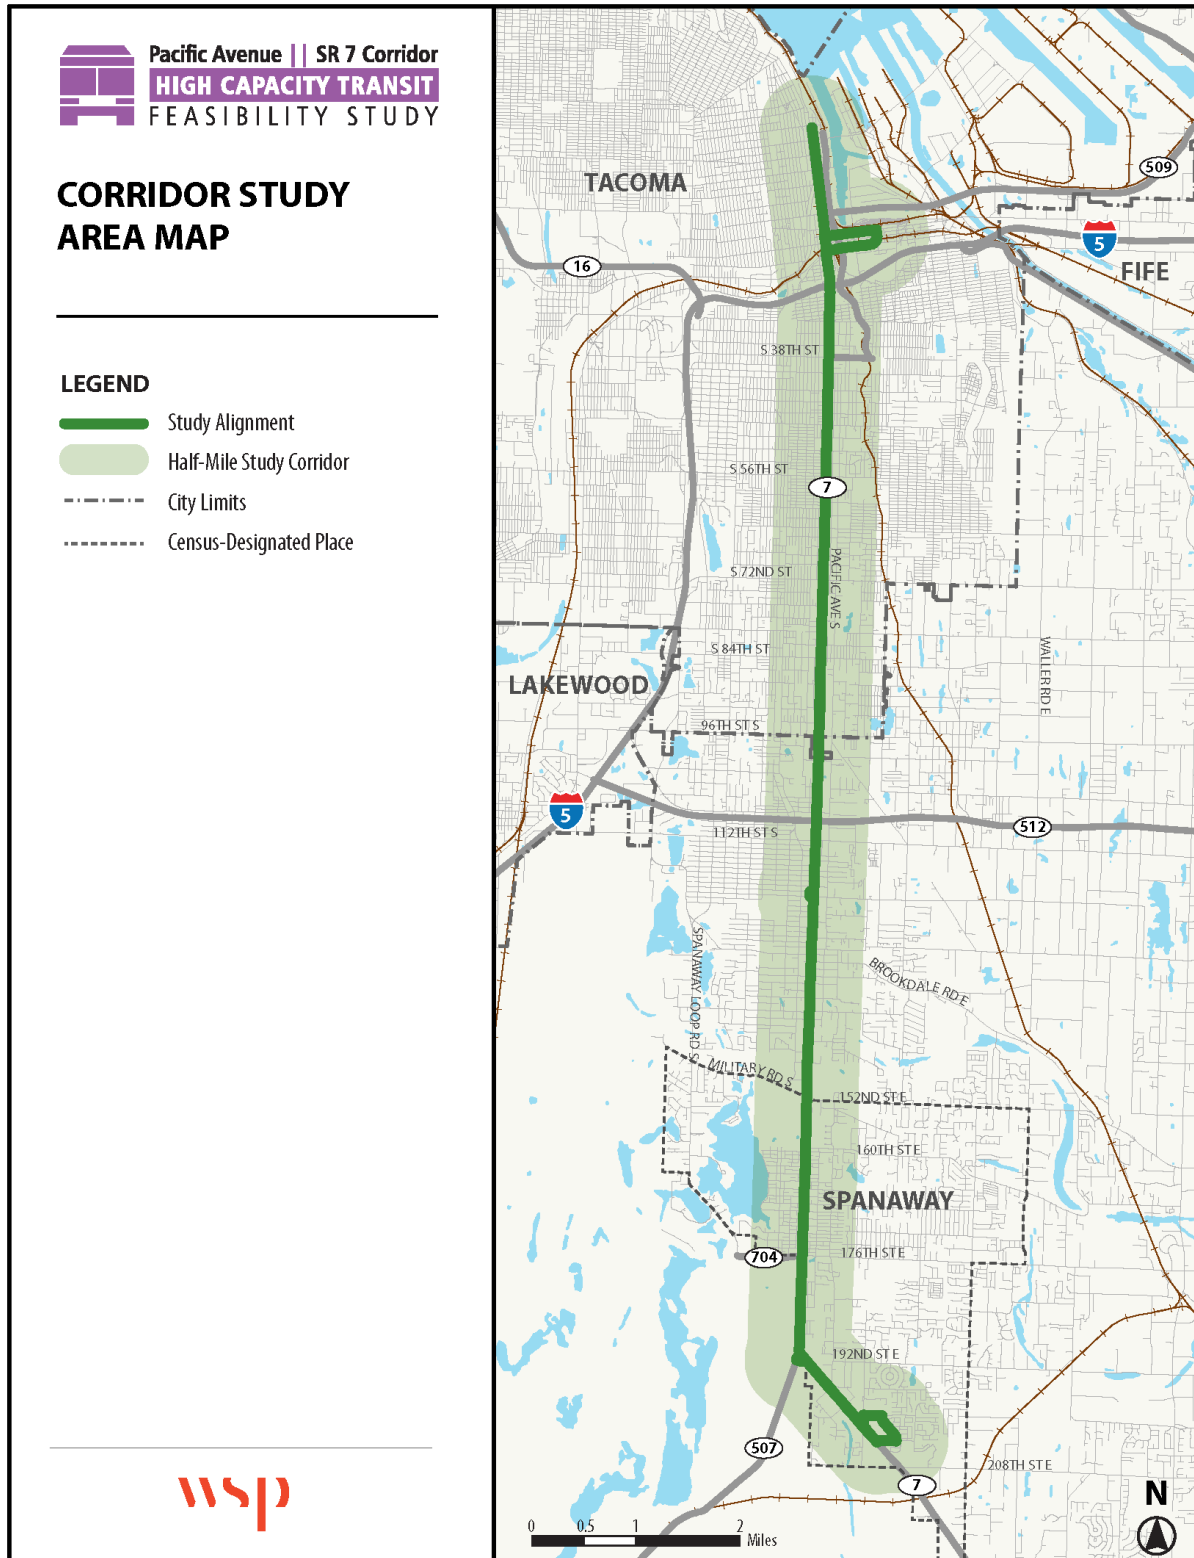 Pacific Avenue || SR 7 Corridor
HIGH CAPACITY TRANSIT
FEASIBILITY STUDY
CORRIDOR STUDY
AREA MAP
LEGEND
Study Alignment
Half-Mile Study Corridor
City Limits
Census-Designated Place
wsp
TACOMA
509
5
FIFE
16
S 38TH ST
S 56TH ST
7
S 72ND ST
PACIFIC AVE S
S 84TH ST
WALLER RD E
LAKEWOOD
96TH ST S
5
112TH ST S
512
SPANAWAY LOOP RD S
BROOKDALE RD E
MILITARY RD S
152ND ST E
160TH ST E
SPANAWAY
704
176TH ST E
192ND ST E
507
208TH ST E
7
N
0 0.5 1 2
Miles